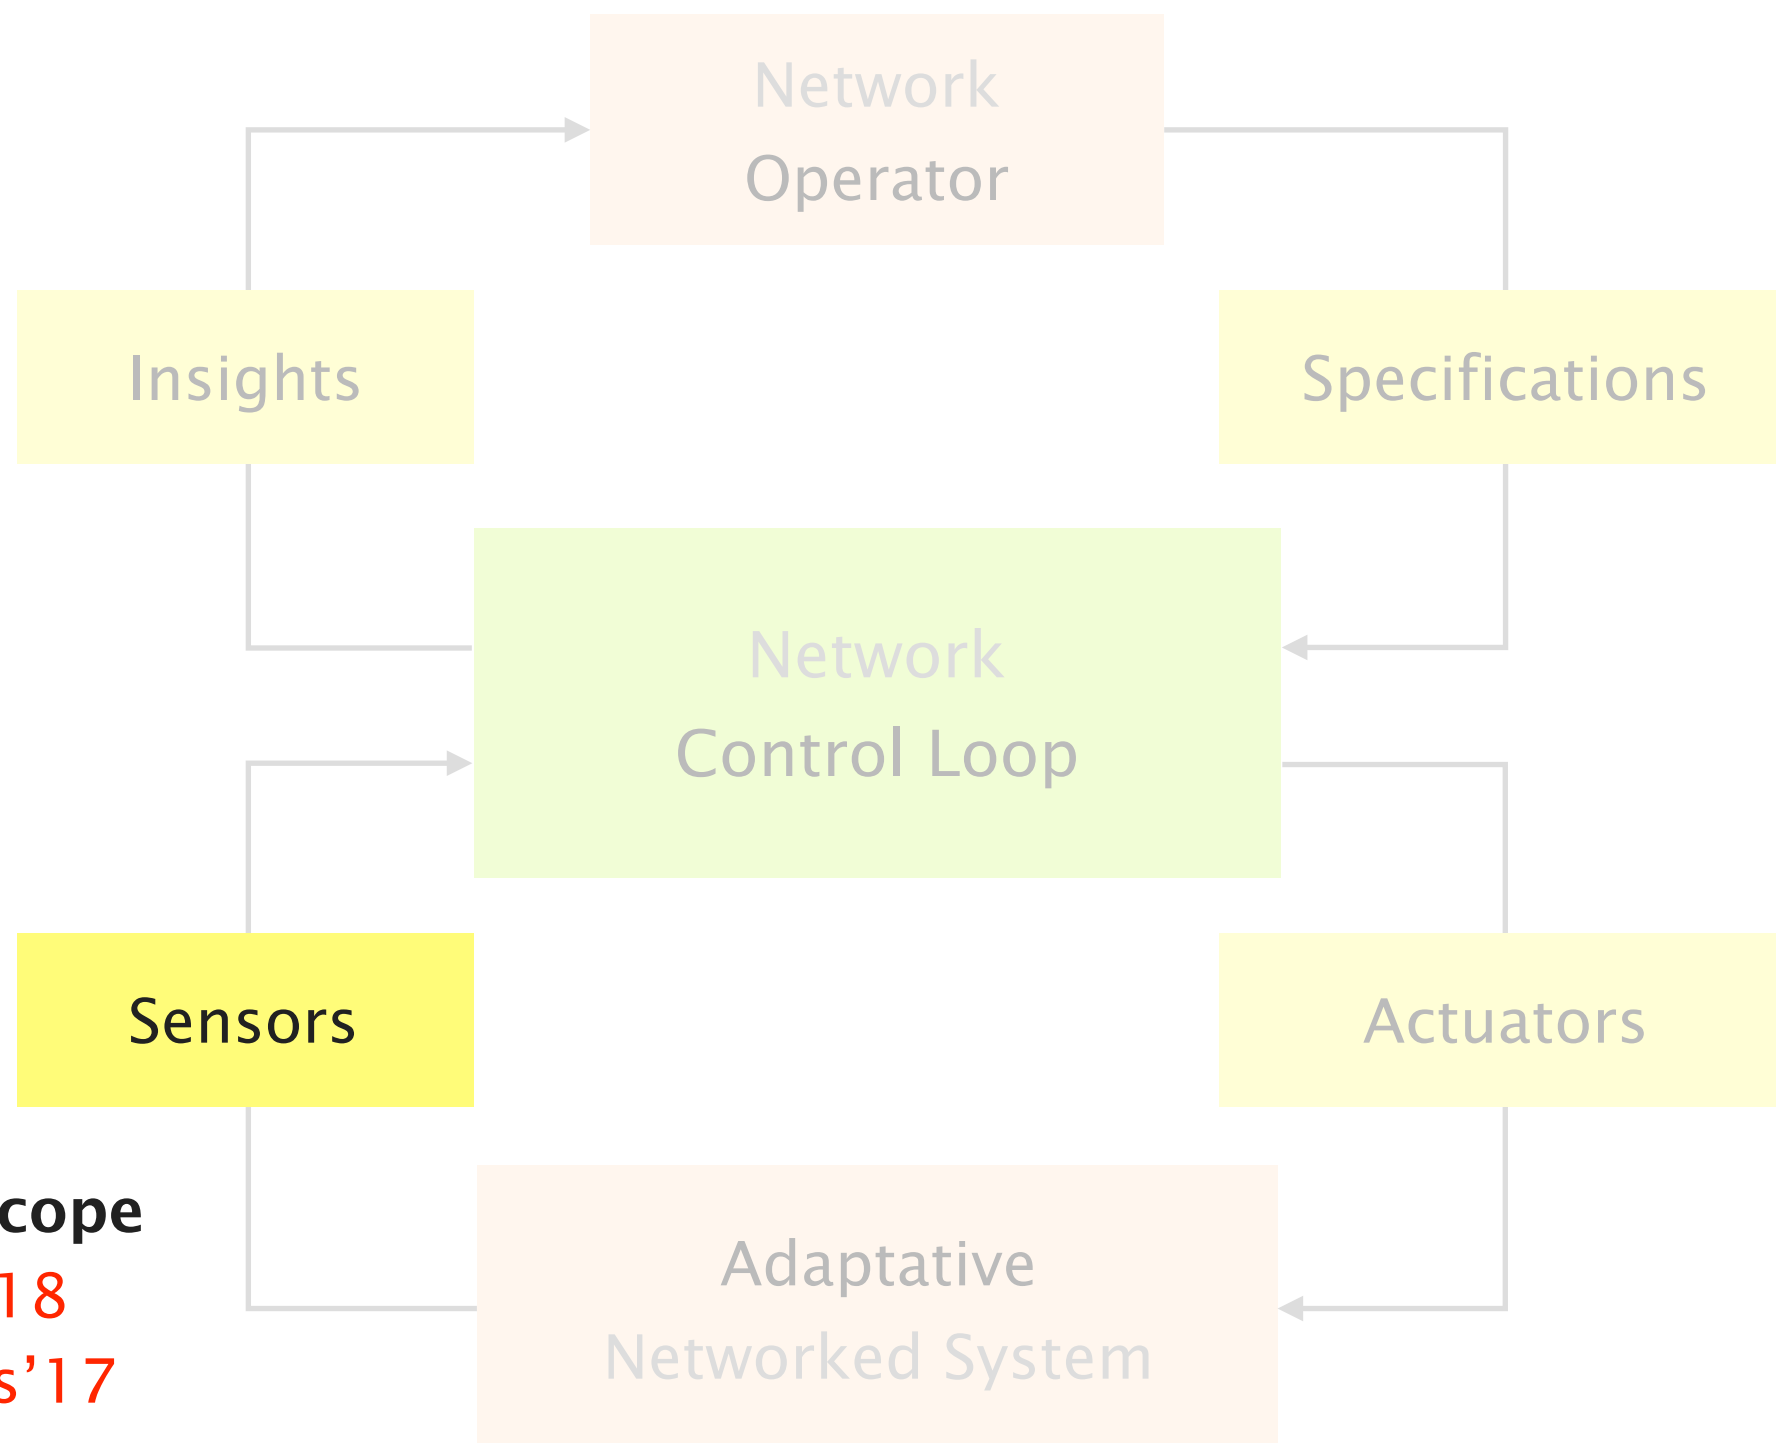 Network
Operator
Insights
Specifications
Network
Control Loop
Sensors
Actuators
cope
18
s’17
Adaptative
Networked System